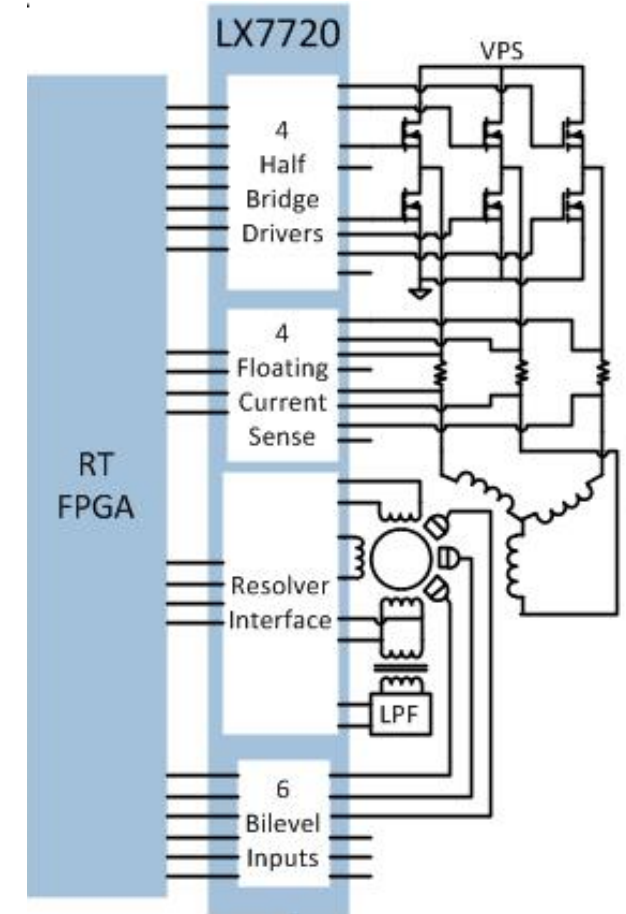 LX7720
VPS
4
Half
Bridge
Drivers
4
Floating
Current
Sense
RT
FPGA
Resolver
Interface
LPF
6
Bilevel
Inputs